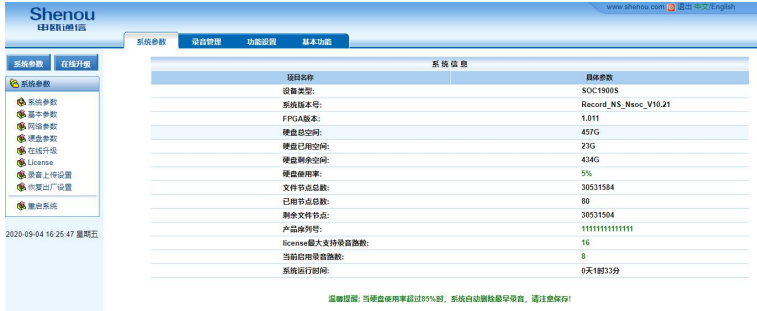 Shenou
申瓯通信
www.shenou.com 退出 中文/English
系统参数 录音管理 功能设置 基本功能
系统参数 在线升级
系统参数
系统参数
基本参数
网络参数
硬盘参数
在线升级
License
录音上传设置
恢复出厂设置
重启系统
2020-09-04 16:25:47 星期五
系统信息
项目名称 具体参数
设备类型: SOC1900S
系统版本号: Record_NS_Nsoc_V10.21
FPGA版本: 1.011
硬盘总空间: 457G
硬盘已用空间: 23G
硬盘剩余空间: 434G
硬盘使用率: 5%
文件节点总数: 30531584
已用节点总数: 80
剩余文件节点: 30531504
产品序列号: 11111111111111
license最大支持录音路数: 16
当前启用录音路数: 8
系统运行时间: 0天1时33分
温馨提醒: 当硬盘使用率超过85%时, 系统自动删除最早录音, 请注意保存!